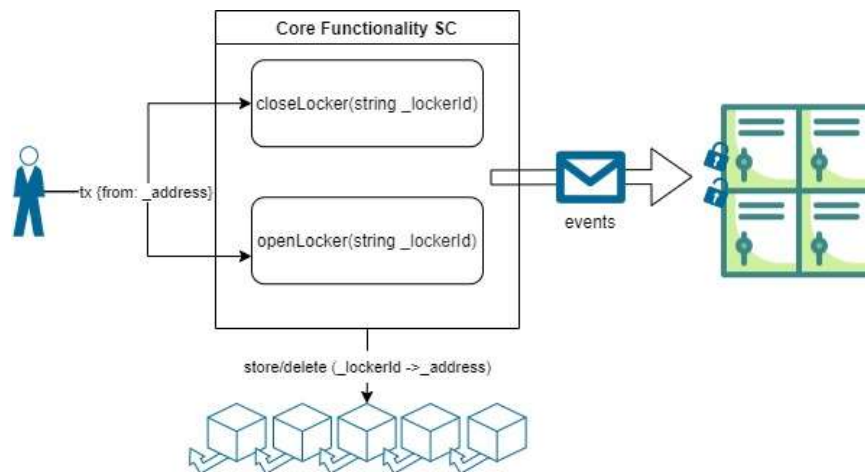 Core Functionality SC
closeLocker(string _lockerId)
tx {from: _address}
openLocker(string _lockerId)
events
store/delete (_lockerId ->_address)